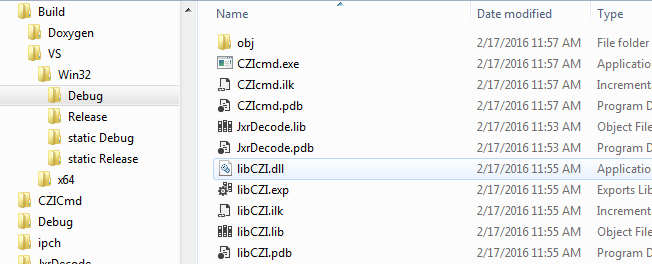 Build
Doxygen
VS
Win32
Debug
Release
static Debug
static Release
x64
CZICmd
Debug
ipch
JxrDecode
Name Date modified Type
obj 2/17/2016 11:57 AM File folder
CZIcmd.exe 2/17/2016 11:57 AM Applicatio
CZIcmd.ilk 2/17/2016 11:57 AM Increment
CZIcmd.pdb 2/17/2016 11:57 AM Program D
JxrDecode.lib 2/17/2016 11:53 AM Object File
JxrDecode.pdb 2/17/2016 11:53 AM Program D
libCZI.dll 2/17/2016 11:55 AM Applicatio
libCZI.exp 2/17/2016 11:55 AM Exports Lib
libCZI.ilk 2/17/2016 11:55 AM Increment
libCZI.lib 2/17/2016 11:55 AM Object File
libCZI.pdb 2/17/2016 11:55 AM Program D